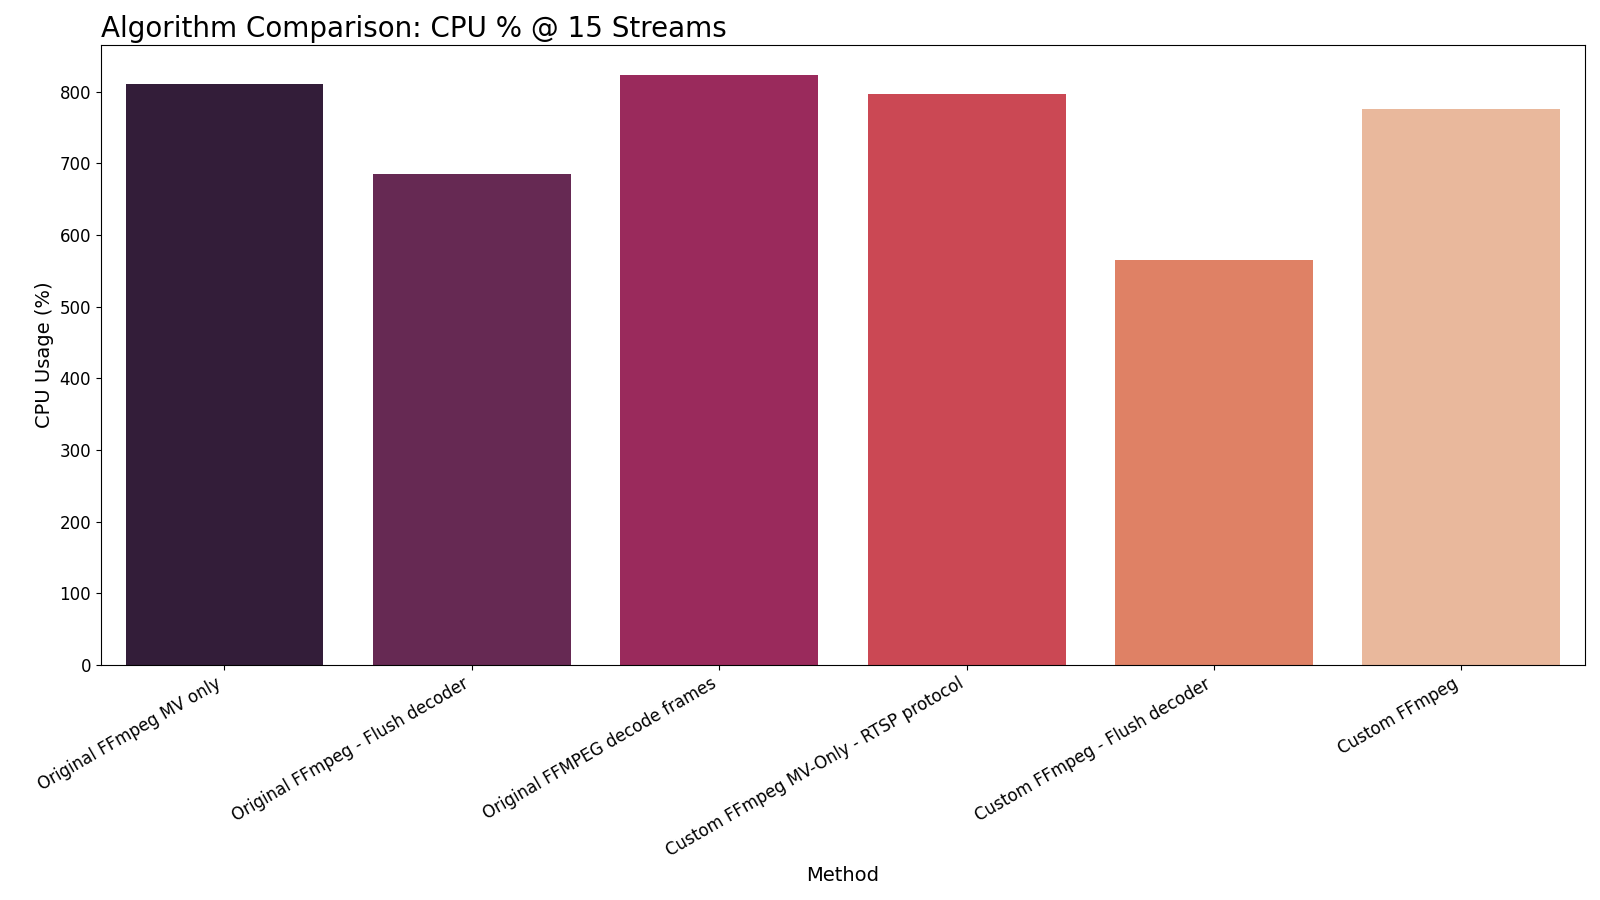 Algorithm Comparison: CPU % @ 15 Streams
CPU Usage (%)
800
700
600
500
400
300
200
100
0
Original FFmpeg MV only
Original FFmpeg - Flush decoder
Original FFMPEG decode frames
Custom FFmpeg MV-Only - RTSP protocol
Custom FFmpeg - Flush decoder
Custom FFmpeg
Method